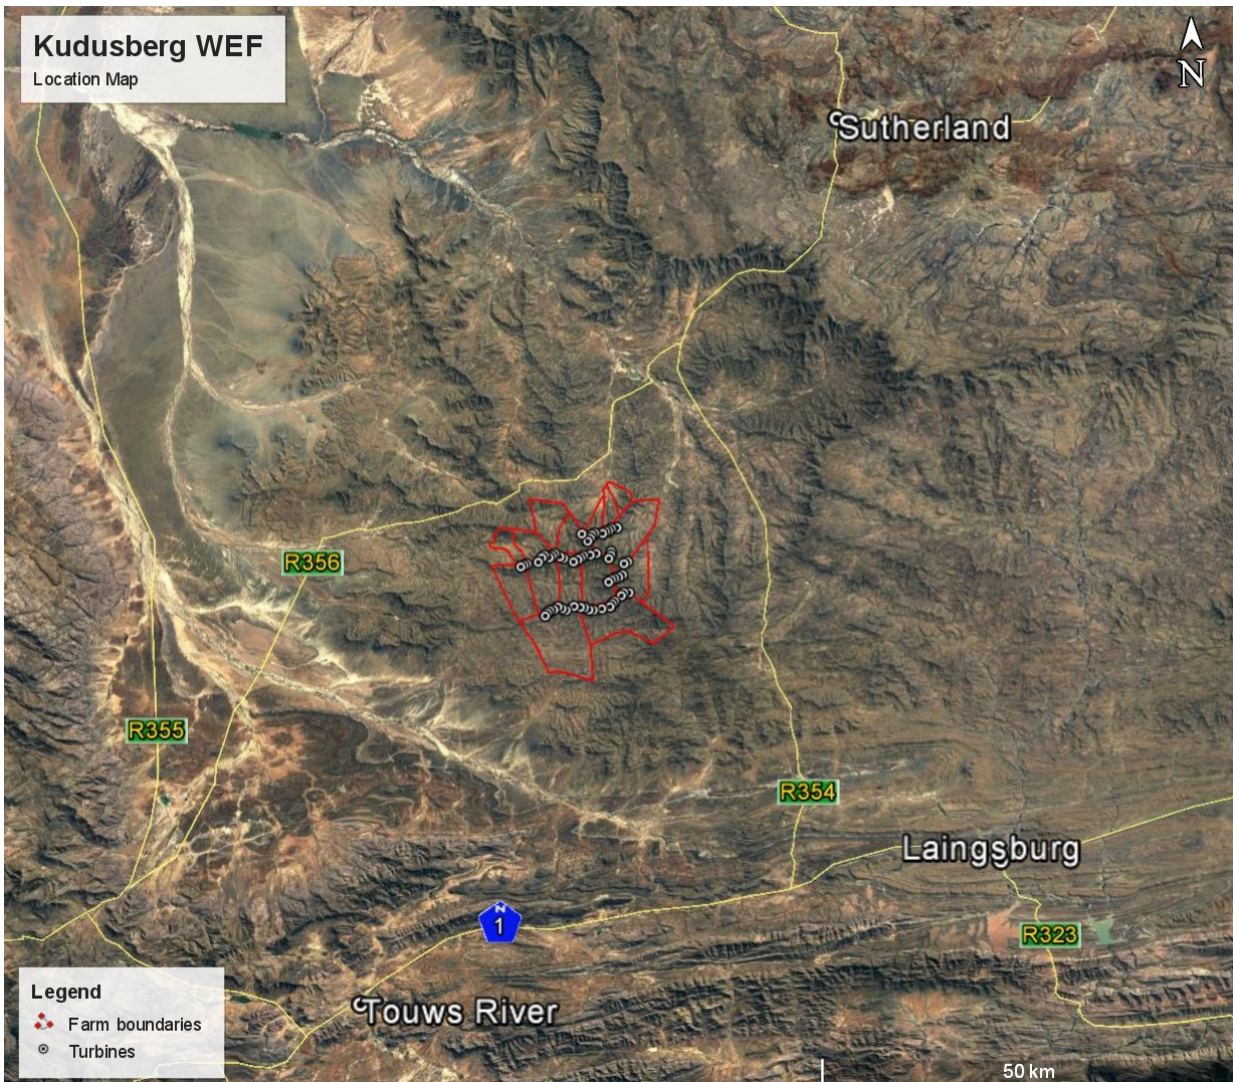 Kudusberg WEF
Location Map
N
Sutherland
R356
R355
R354
Laingsburg
N
1
R323
Touws River
Legend
Farm boundaries
Turbines
50 km